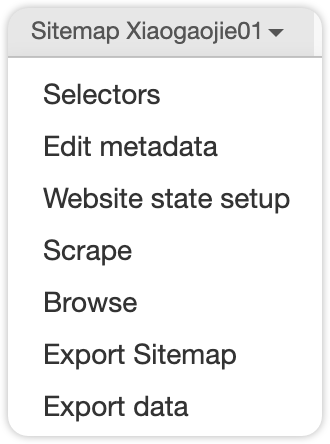 Sitemap Xiaogaojie01
Selectors
Edit metadata
Website state setup
Scrape
Browse
Export Sitemap
Export data